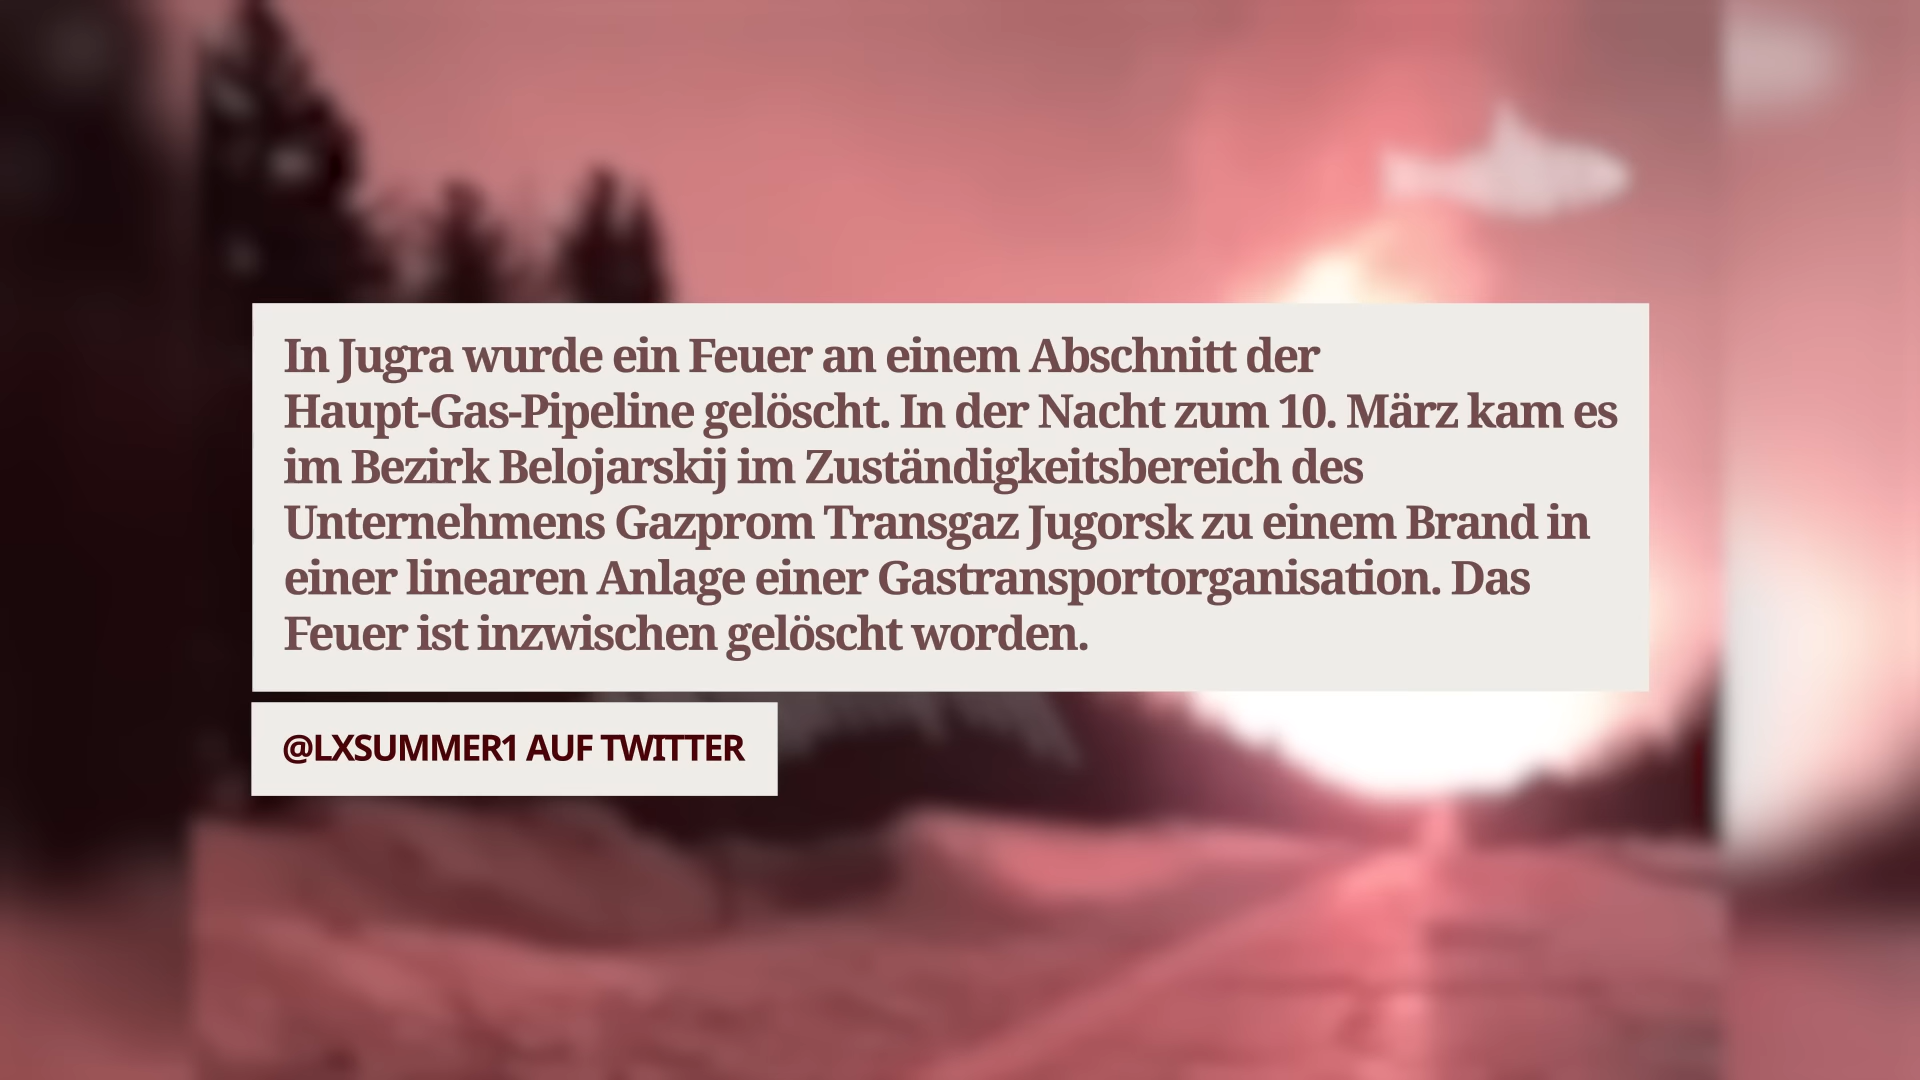 In Jugra wurde ein Feuer an einem Abschnitt der
Haupt-Gas-Pipeline gelöscht. In der Nacht zum 10. März kam es
im Bezirk Belojarskij im Zuständigkeitsbereich des
Unternehmens Gazprom Transgaz Jugorsk zu einem Brand in
einer linearen Anlage einer Gastransportorganisation. Das
Feuer ist inzwischen gelöscht worden.
@LXSUMMER1 AUF TWITTER